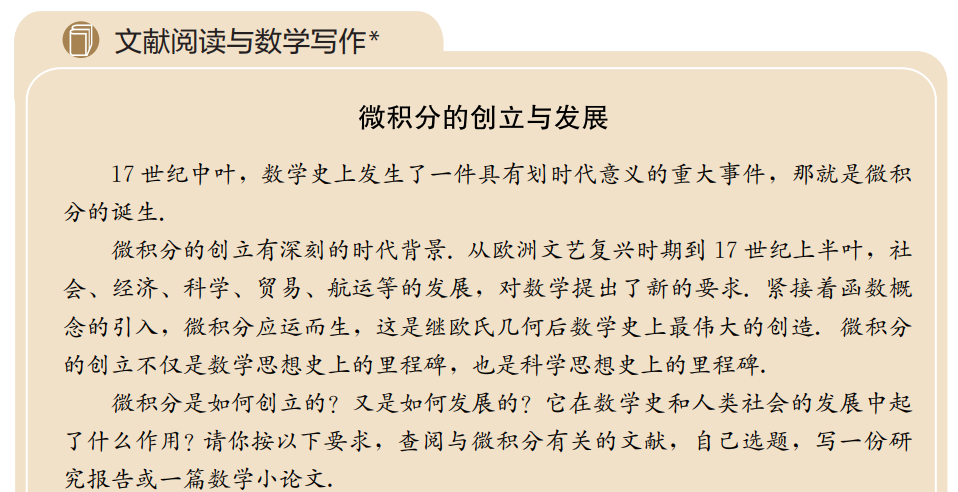 文献阅读与数学写作*
微积分的创立与发展
17 世纪中叶，数学史上发生了一件具有划时代意义的重大事件，那就是微积
分的诞生.
微积分的创立有深刻的时代背景. 从欧洲文艺复兴时期到 17 世纪上半叶，社
会、经济、科学、贸易、航运等的发展，对数学提出了新的要求. 紧接着函数概
念的引入，微积分应运而生，这是继欧氏几何后数学史上最伟大的创造. 微积分
的创立不仅是数学思想史上的里程碑，也是科学思想史上的里程碑.
微积分是如何创立的？又是如何发展的？它在数学史和人类社会的发展中起
了什么作用？请你按以下要求，查阅与微积分有关的文献，自己选题，写一份研
究报告或一篇数学小论文.